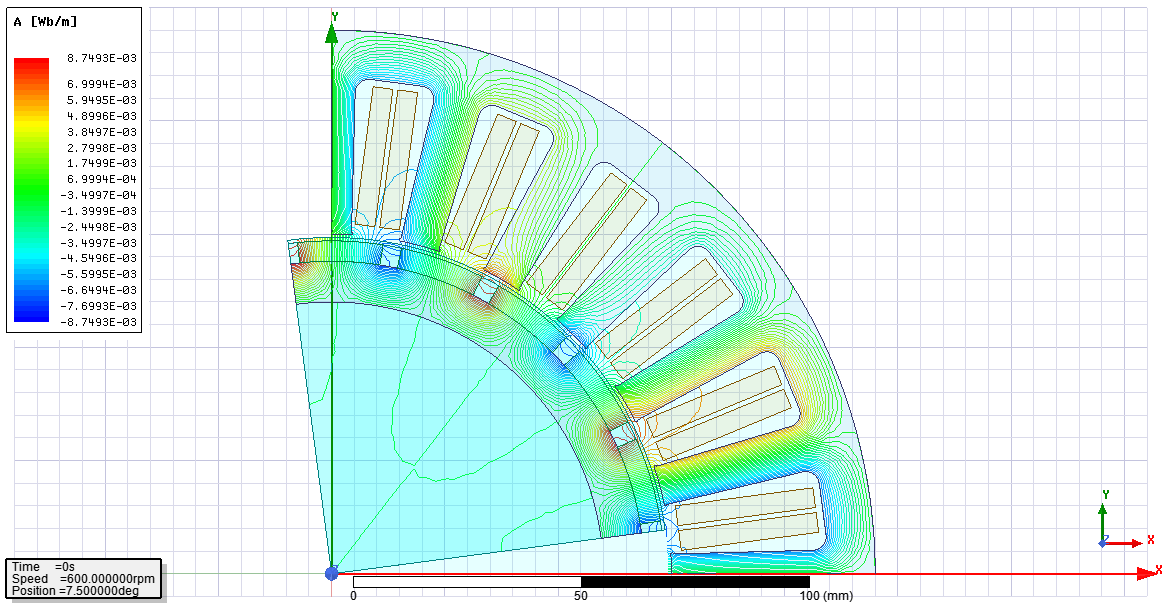 A [Wb/m]
8.7493E-03
6.9994E-03
5.9495E-03
4.8996E-03
3.8497E-03
2.7998E-03
1.7499E-03
6.9994E-04
-3.4997E-04
-1.3999E-03
-2.4498E-03
-3.4997E-03
-4.5496E-03
-5.5995E-03
-6.6494E-03
-7.6993E-03
-8.7493E-03
Y
Y
Z
X
X
Time =0s
Speed =600.000000rpm
Position =7.500000deg
0 50 100 (mm)